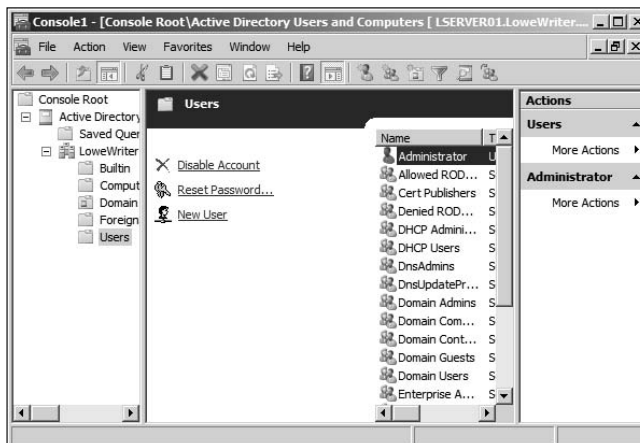 Console1 - [Console Root\Active Directory Users and Computers [ LSERVER01.LoweWriter....
File Action View Favorites Window Help
Console Root
Active Directory
Saved Quer
LoweWriter
Builtin
Comput
Domain
Foreign
Users
Users
Disable Account
Reset Password...
New User
Name T
Administrator U
Allowed ROD... S
Cert Publishers S
Denied ROD... S
DHCP Admini... S
DHCP Users S
DnsAdmins S
DnsUpdatePr... S
Domain Admins S
Domain Com... S
Domain Cont... S
Domain Guests S
Domain Users S
Enterprise A... S
Actions
Users
More Actions
Administrator
More Actions